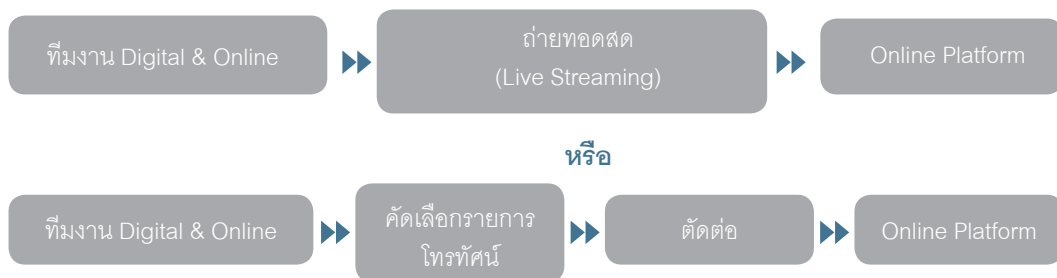 ทีมงาน Digital & Online
ถ่ายทอดสด
(Live Streaming)
Online Platform
หรือ
ทีมงาน Digital & Online
คัดเลือกรายการ
โทรทัศน์
ตัดต่อ
Online Platform